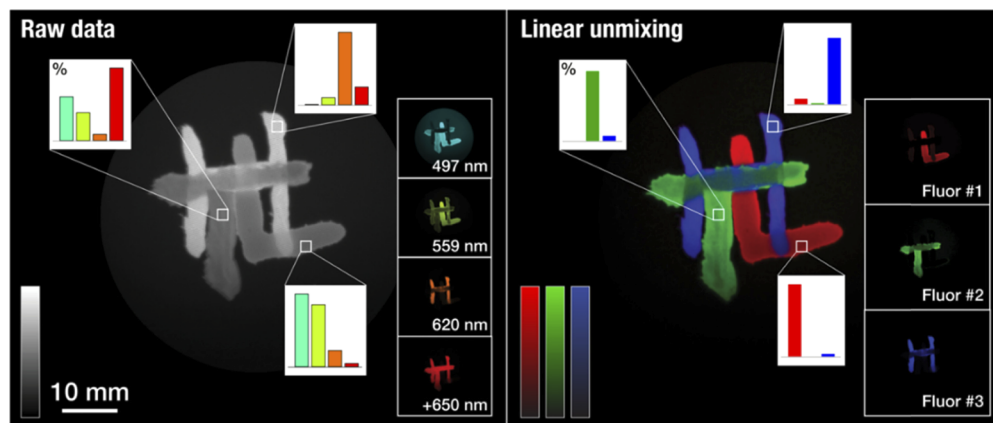 Raw data
%
497 nm
559 nm
620 nm
+650 nm
10 mm
Linear unmixing
%
Fluor #1
Fluor #2
Fluor #3